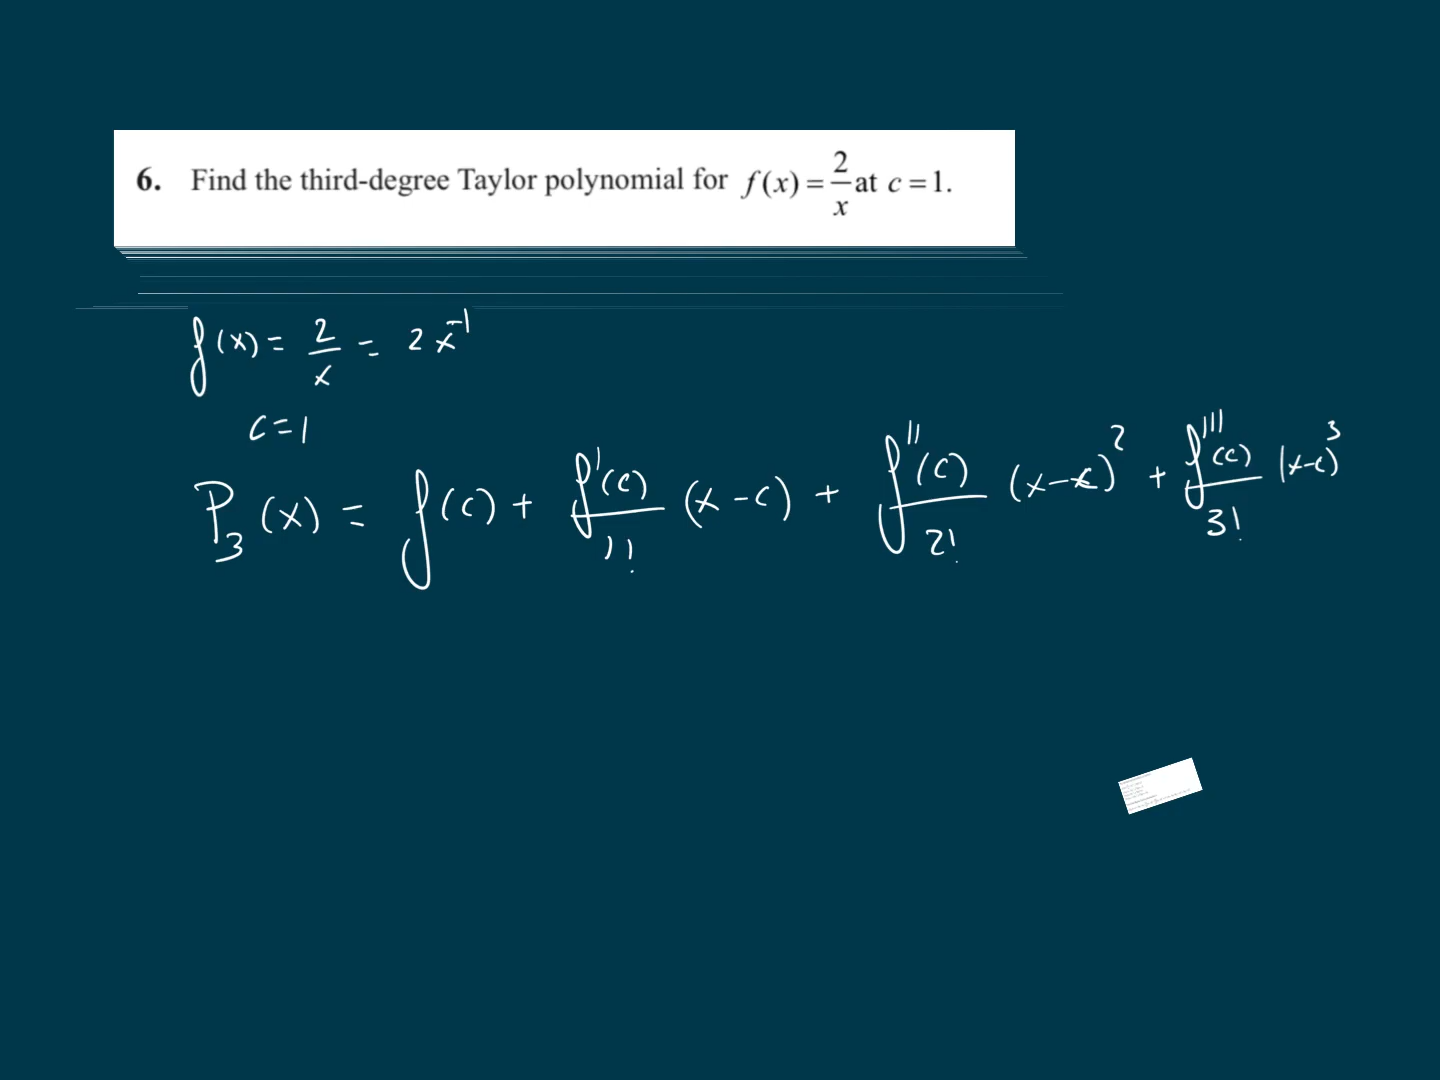 6. Find the third-degree Taylor polynomial for f(x) = 2/x at c = 1.
f(x) = 2/x = 2x⁻¹
c = 1
P₃(x) = f(c) + f'(c)/1! (x - c) + f''(c)/2! (x - c)² + f'''(c)/3! (x - c)³